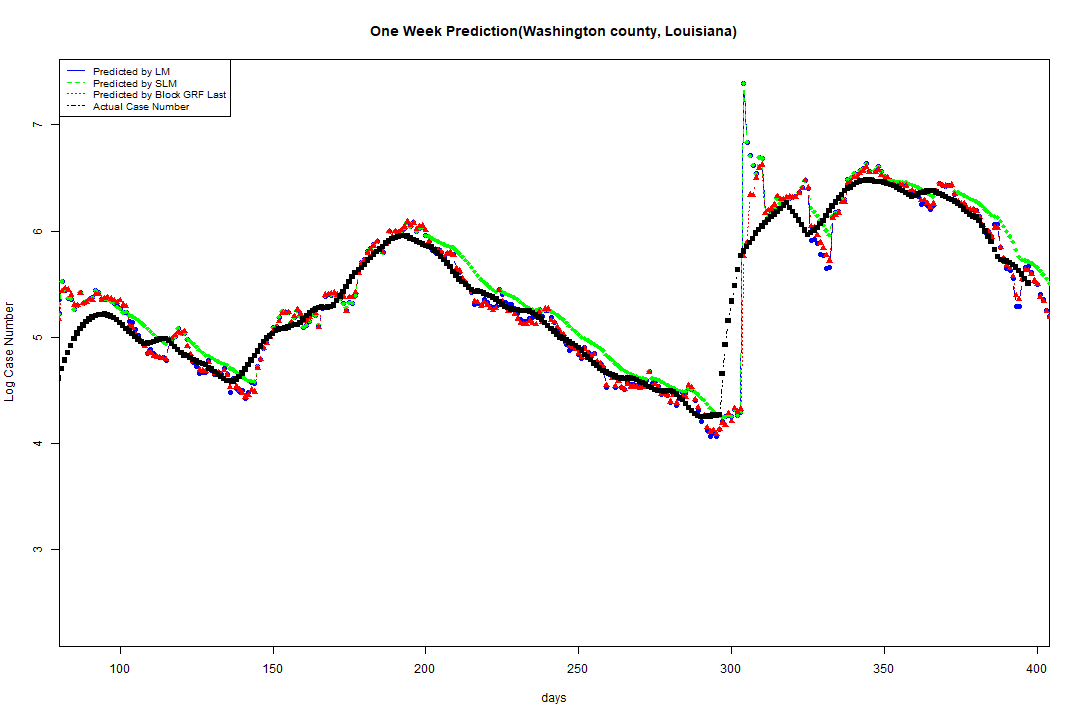 One Week Prediction(Washington county, Louisiana)
Predicted by LM
Predicted by SLM
Predicted by Block GRF Last
Actual Case Number
Log Case Number
7
6
5
4
3
100 150 200 250 300 350 400
days